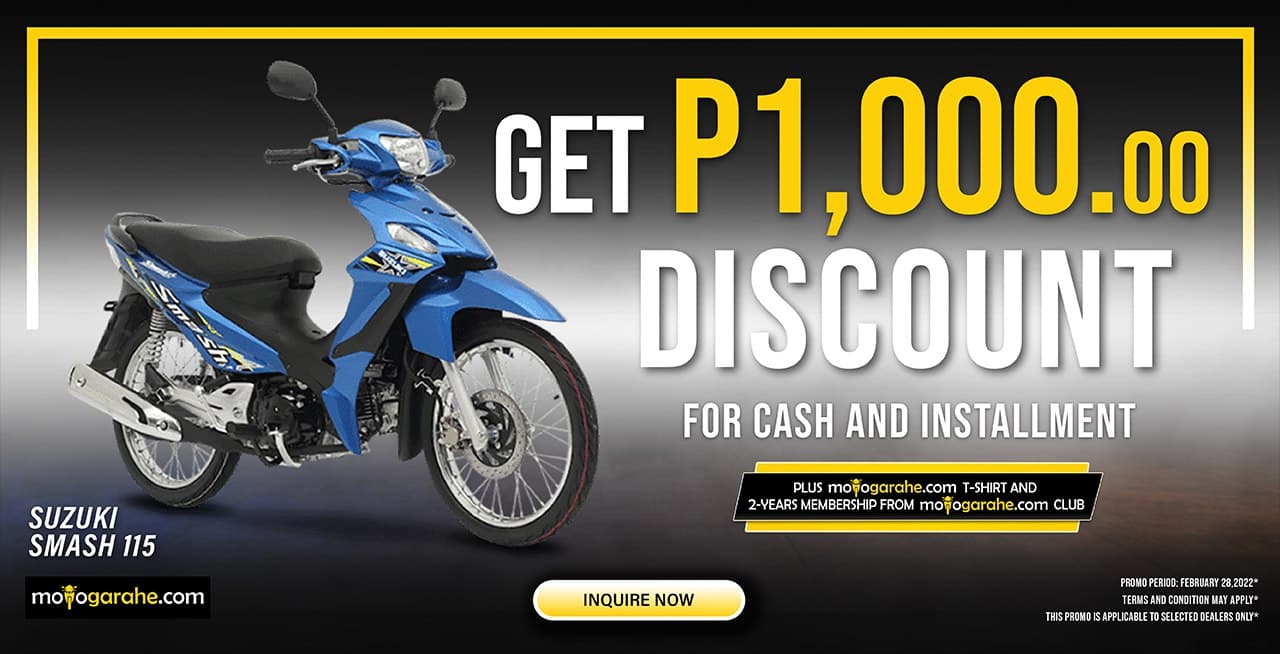 GET P1,000.00
DISCOUNT
FOR CASH AND INSTALLMENT
PLUS motogarahe.com T-SHIRT AND
2-YEARS MEMBERSHIP FROM motogarahe.com CLUB
SUZUKI
Smash
SUZUKI
SMASH 115
motogarahe.com
INQUIRE NOW
PROMO PERIOD: FEBRUARY 28,2022*
TERMS AND CONDITION MAY APPLY*
THIS PROMO IS APPLICABLE TO SELECTED DEALERS ONLY*